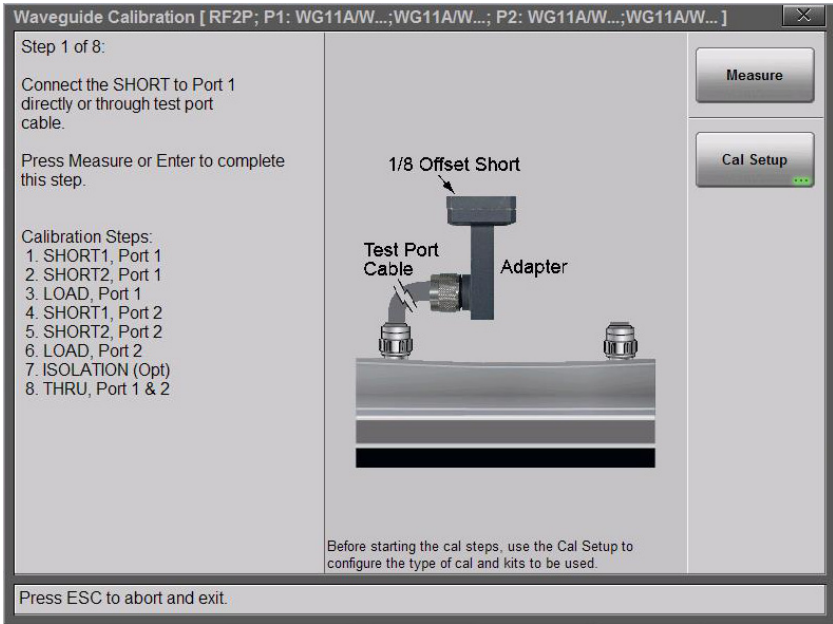 Waveguide Calibration [ RF2P; P1: WG11A/W...;WG11A/W...; P2: WG11A/W...;WG11A/W... ]
Step 1 of 8:
Connect the SHORT to Port 1
directly or through test port
cable.
Press Measure or Enter to complete
this step.
Calibration Steps:
1. SHORT1, Port 1
2. SHORT2, Port 1
3. LOAD, Port 1
4. SHORT1, Port 2
5. SHORT2, Port 2
6. LOAD, Port 2
7. ISOLATION (Opt)
8. THRU, Port 1 & 2
1/8 Offset Short
Test Port
Cable
Adapter
Before starting the cal steps, use the Cal Setup to
configure the type of cal and kits to be used.
Measure
Cal Setup
Press ESC to abort and exit.